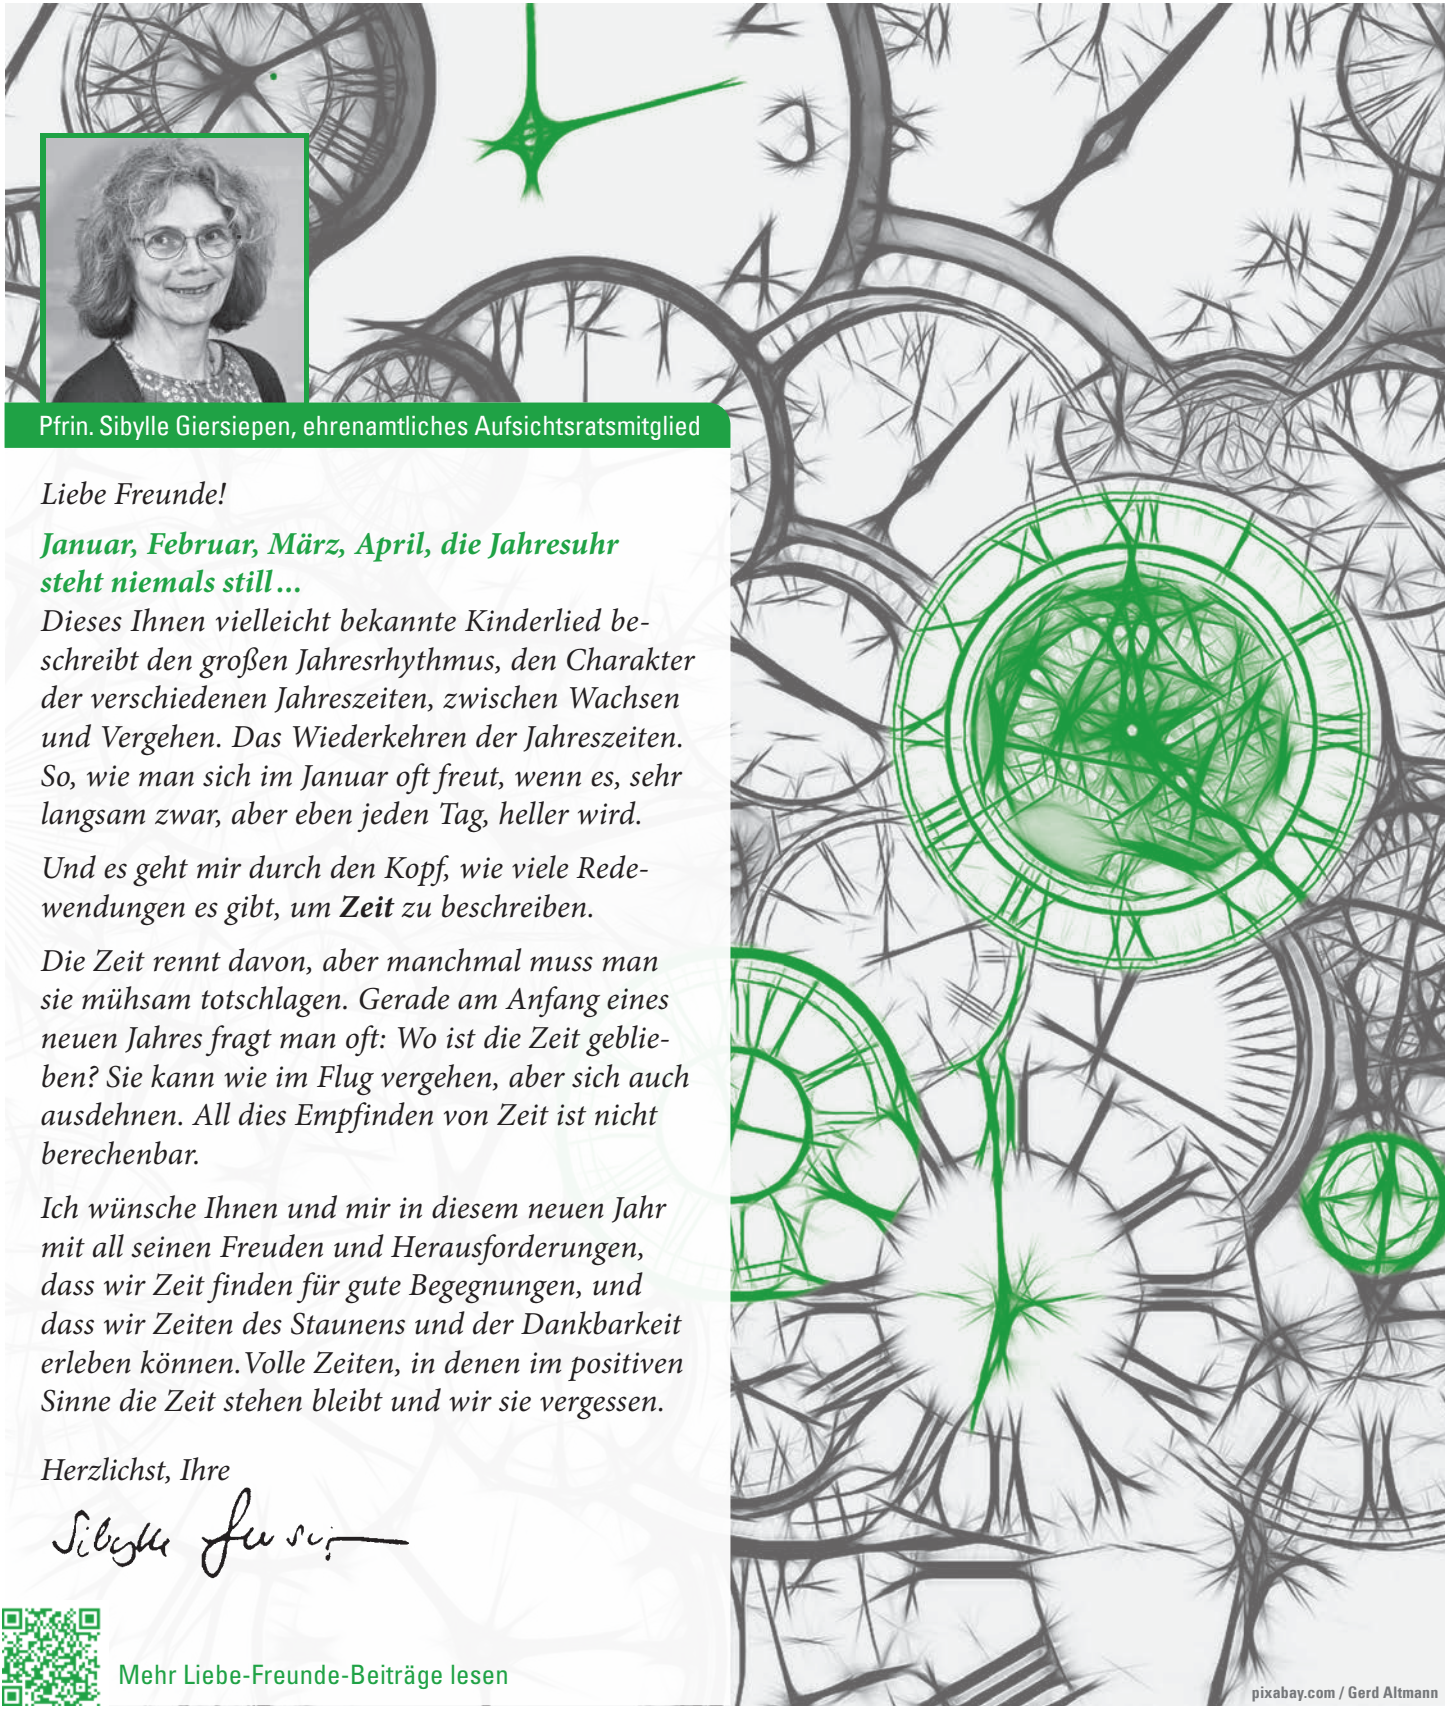 Pfrin. Sibylle Giersiepen, ehrenamtliches Aufsichtsratsmitglied
Liebe Freunde!
Januar, Februar, März, April, die Jahresuhr
steht niemals still ...
Dieses Ihnen vielleicht bekannte Kinderlied be-
schreibt den großen Jahresrhythmus, den Charakter
der verschiedenen Jahreszeiten, zwischen Wachsen
und Vergehen. Das Wiederkehren der Jahreszeiten.
So, wie man sich im Januar oft freut, wenn es, sehr
langsam zwar, aber eben jeden Tag, heller wird.
Und es geht mir durch den Kopf, wie viele Rede-
wendungen es gibt, um Zeit zu beschreiben.
Die Zeit rennt davon, aber manchmal muss man
sie mühsam totschlagen. Gerade am Anfang eines
neuen Jahres fragt man oft: Wo ist die Zeit geblie-
ben? Sie kann wie im Flug vergehen, aber sich auch
ausdehnen. All dies Empfinden von Zeit ist nicht
berechenbar.
Ich wünsche Ihnen und mir in diesem neuen Jahr
mit all seinen Freuden und Herausforderungen,
dass wir Zeit finden für gute Begegnungen, und
dass wir Zeiten des Staunens und der Dankbarkeit
erleben können.Volle Zeiten, in denen im positiven
Sinne die Zeit stehen bleibt und wir sie vergessen.
Herzlichst, Ihre
Sibylle
Mehr Liebe-Freunde-Beiträge lesen
pixabay.com / Gerd Altmann